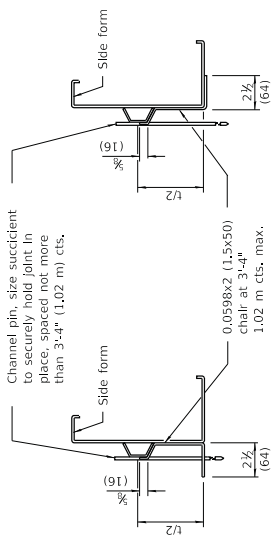 Channel pin, size succicient
to securely hold joint in
place, spaced not more
than 3'-4" (1.02 m) cts.
Side form
⅝
(16)
t/2
2½
(64)
Side form
⅝
(16)
t/2
2½
(64)
0.0598x2 (1.5x50)
chair at 3'-4"
1.02 m cts. max.